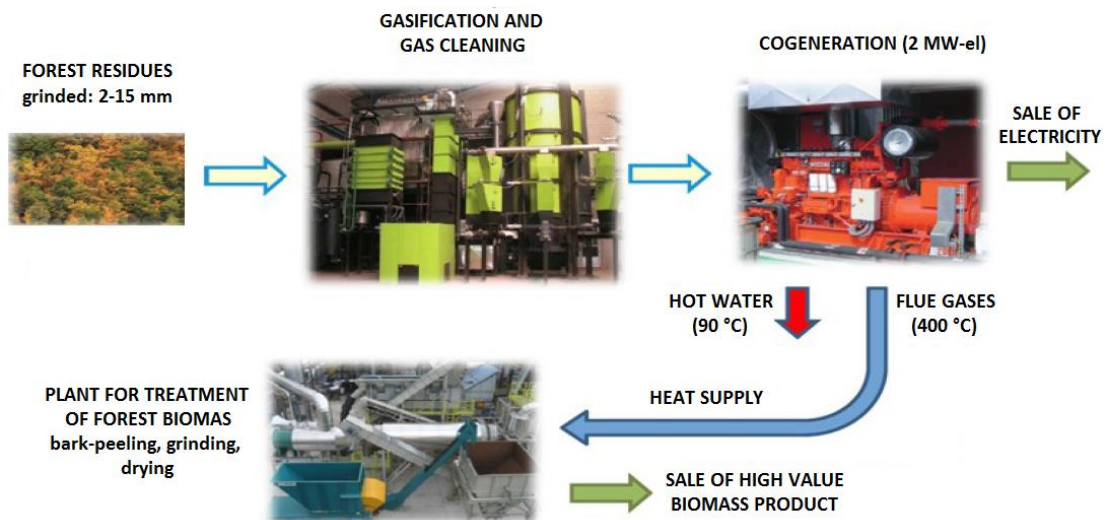 GASIFICATION AND
GAS CLEANING
COGENERATION (2 MW-el)
FOREST RESIDUES
grinded: 2-15 mm
SALE OF
ELECTRICITY
HOT WATER
(90 °C)
FLUE GASES
(400 °C)
PLANT FOR TREATMENT
OF FOREST BIOMAS
bark-peeling, grinding,
drying
HEAT SUPPLY
SALE OF HIGH VALUE
BIOMASS PRODUCT